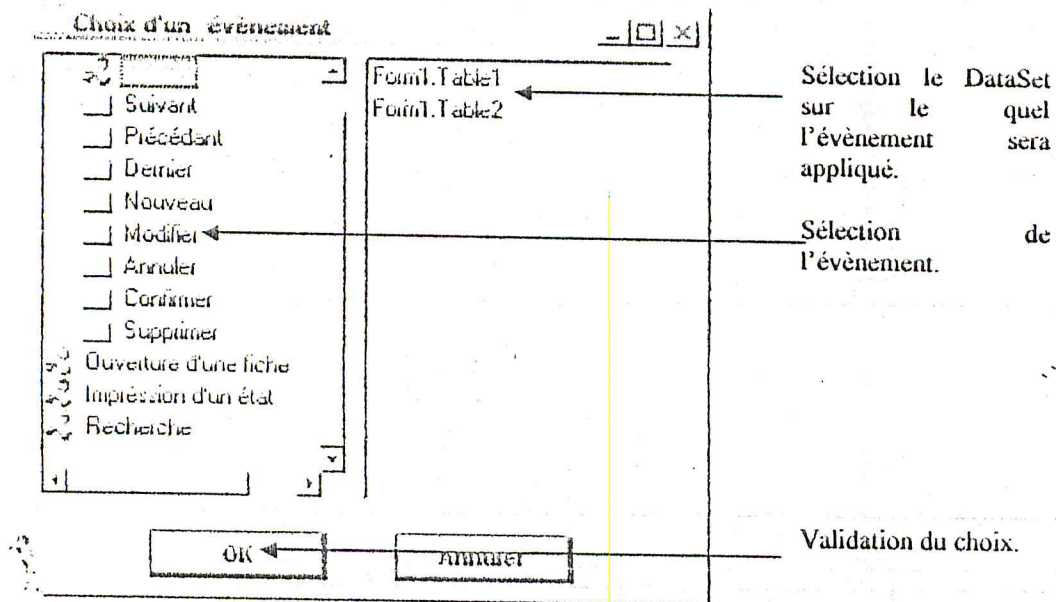 Choix d'un évènement
Suivant
Précédant
Dernier
Nouveau
Modifier
Annuler
Confirmer
Supprimer
Ouverture d'une fiche
Impression d'un état
Recherche
Form1.Table1
Form1.Table2
OK
Annuler
Sélection le DataSet
sur le quel
l'évènement sera
appliqué.
Sélection de
l'évènement.
Validation du choix.